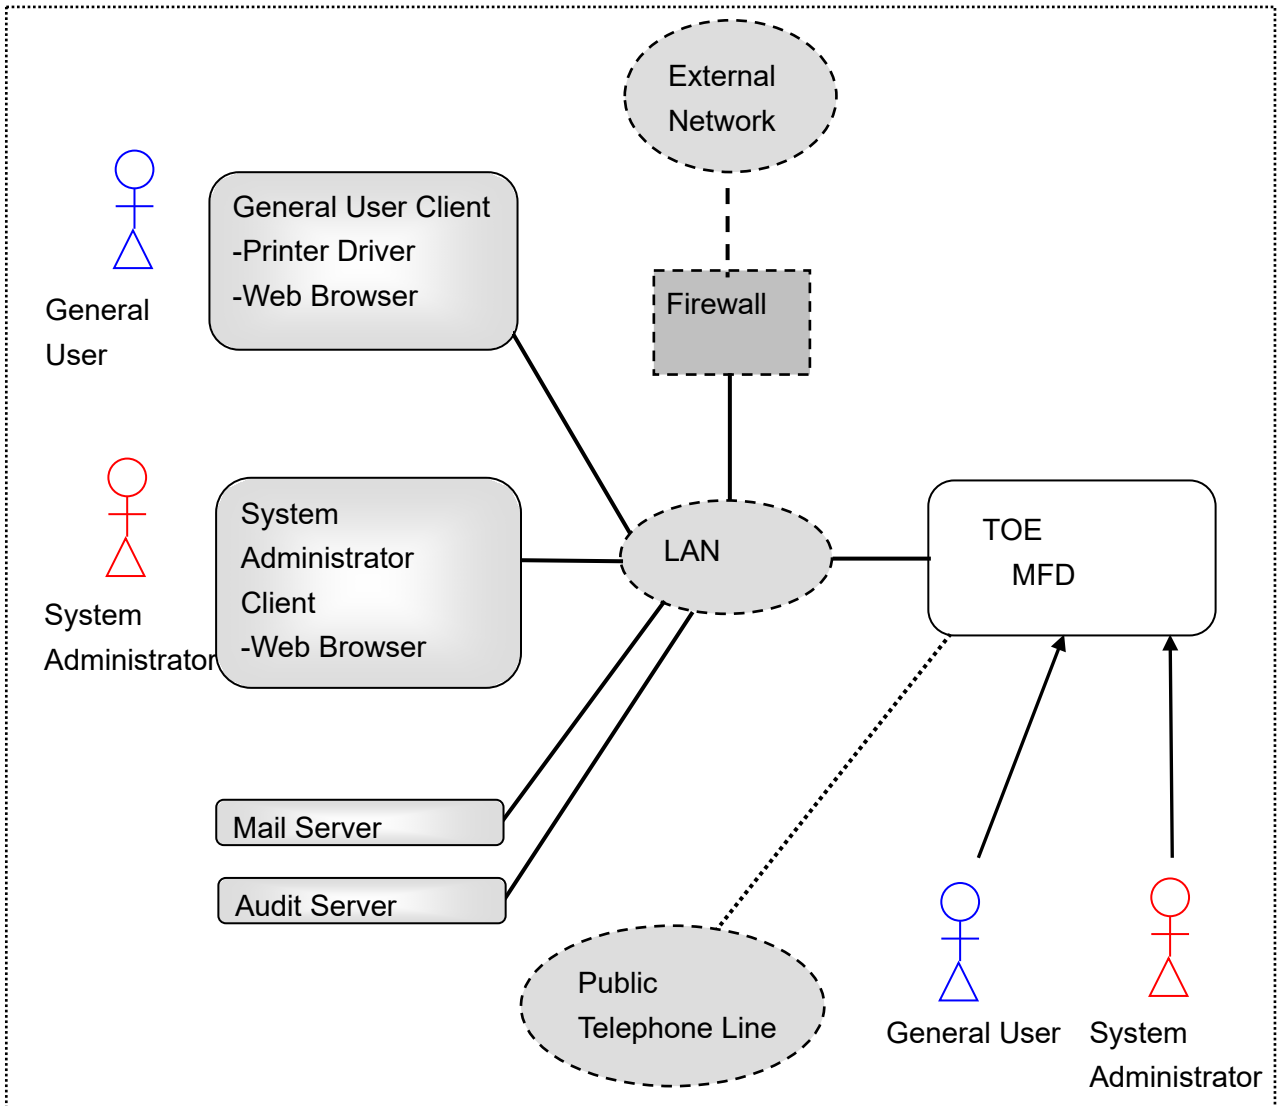 External
Network
General User Client
-Printer Driver
-Web Browser
General
User
Firewall
System
Administrator
Client
-Web Browser
System
Administrator
LAN
TOE
MFD
Mail Server
Audit Server
Public
Telephone Line
General User
System
Administrator